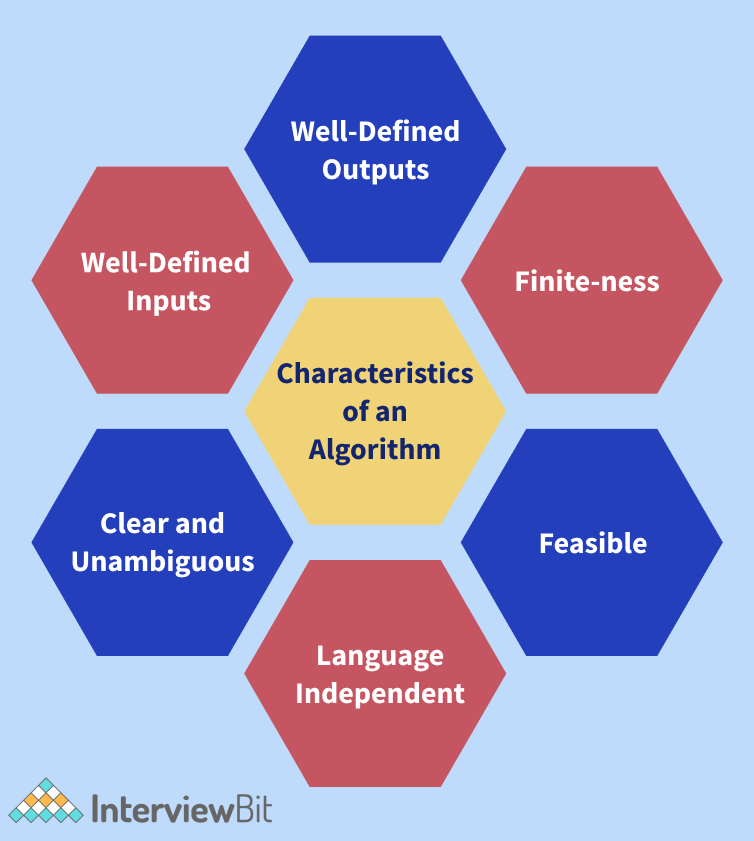 Well-Defined
Outputs
Well-Defined
Inputs
Finite-ness
Characteristics
of an
Algorithm
Clear and
Unambiguous
Feasible
Language
Independent
InterviewBit